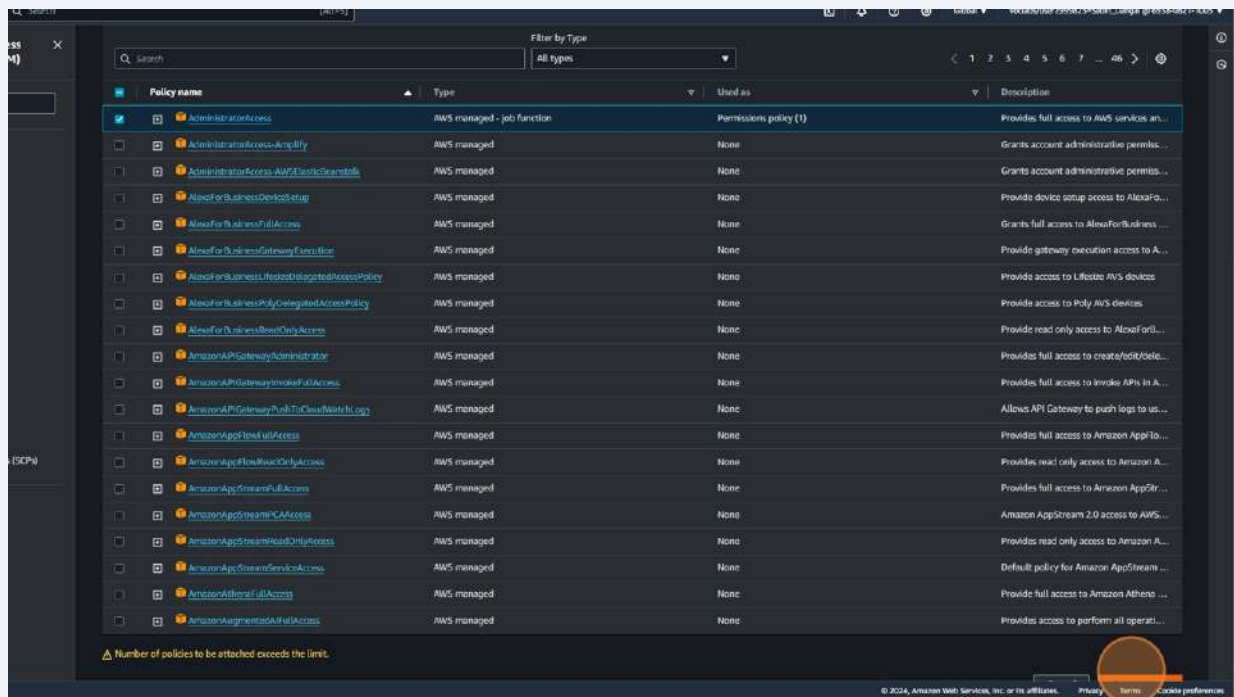 Search
[Alt+S]
Global
ess
M)
Filter by Type
Search
All types
1 2 3 4 5 6 7 ... 46
Policy name Type Used as Description
AdministratorAccess AWS managed - job function Permissions policy (1) Provides full access to AWS services an...
AdministratorAccess-Amplify AWS managed None Grants account administrative permiss...
AdministratorAccess-AWSElasticBeanstalk AWS managed None Grants account administrative permiss...
AlexaForBusinessDeviceSetup AWS managed None Provide device setup access to AlexaFo...
AlexaForBusinessFullAccess AWS managed None Grants full access to AlexaForBusiness ...
AlexaForBusinessGatewayExecution AWS managed None Provide gateway execution access to A...
AlexaForBusinessLifesizeDelegatedAccessPolicy AWS managed None Provide access to Lifesize AVS devices
AlexaForBusinessPolyDelegatedAccessPolicy AWS managed None Provide access to Poly AVS devices
AlexaForBusinessReadOnlyAccess AWS managed None Provide read only access to AlexaForB...
AmazonAPIGatewayAdministrator AWS managed None Provides full access to create/edit/dele...
AmazonAPIGatewayInvokeFullAccess AWS managed None Provides full access to invoke APIs in A...
AmazonAPIGatewayPushToCloudWatchLogs AWS managed None Allows API Gateway to push logs to us...
AmazonAppFlowFullAccess AWS managed None Provides full access to Amazon AppFlo...
s (SCPs)
AmazonAppFlowReadOnlyAccess AWS managed None Provides read only access to Amazon A...
AmazonAppStreamFullAccess AWS managed None Provides full access to Amazon AppStr...
AmazonAppStreamPCAAccess AWS managed None Amazon AppStream 2.0 access to AWS...
AmazonAppStreamReadOnlyAccess AWS managed None Provides read only access to Amazon A...
AmazonAppStreamServiceAccess AWS managed None Default policy for Amazon AppStream ...
AmazonAthenaFullAccess AWS managed None Provide full access to Amazon Athena ...
AmazonAugmentedAIFullAccess AWS managed None Provides access to perform all operati...
Number of policies to be attached exceeds the limit.
© 2024, Amazon Web Services, Inc. or its affiliates. Privacy Terms Cookie preferences